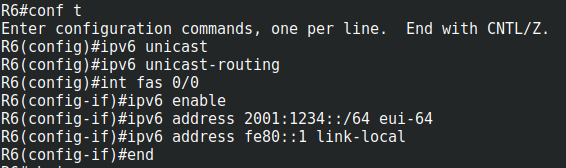 R6#conf t
Enter configuration commands, one per line.  End with CNTL/Z.
R6(config)#ipv6 unicast
R6(config)#ipv6 unicast-routing
R6(config)#int fas 0/0
R6(config-if)#ipv6 enable
R6(config-if)#ipv6 address 2001:1234::/64 eui-64
R6(config-if)#ipv6 address fe80::1 link-local
R6(config-if)#end